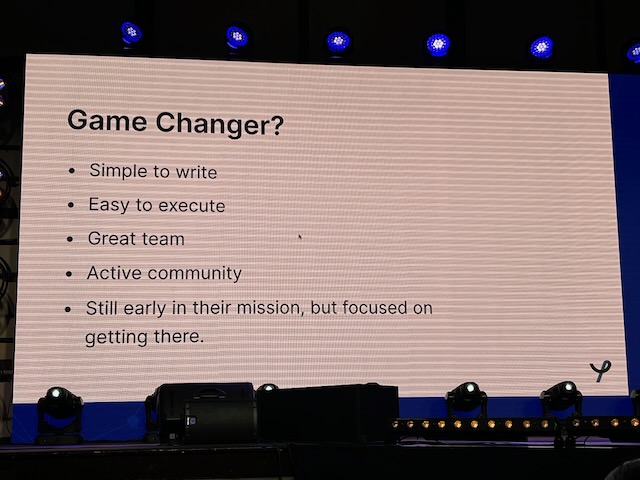 Game Changer?
• Simple to write
• Easy to execute
• Great team
• Active community
• Still early in their mission, but focused on
getting there.